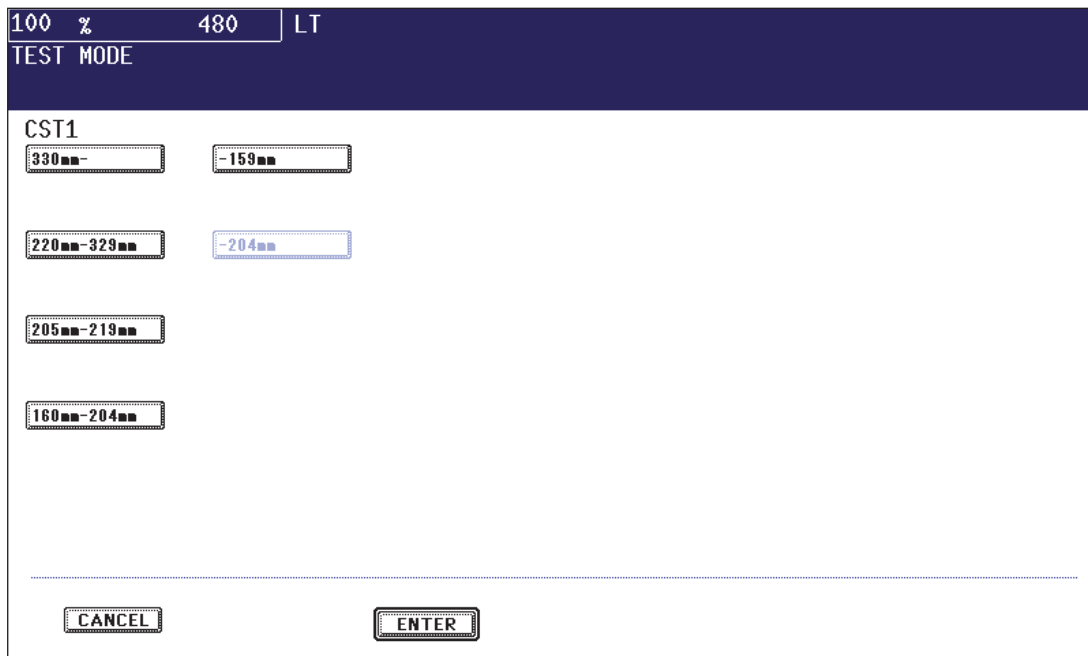 100 % 480 LT
TEST MODE
CST1
330mm- -159mm
220mm-329mm -204mm
205mm-219mm
160mm-204mm
CANCEL ENTER